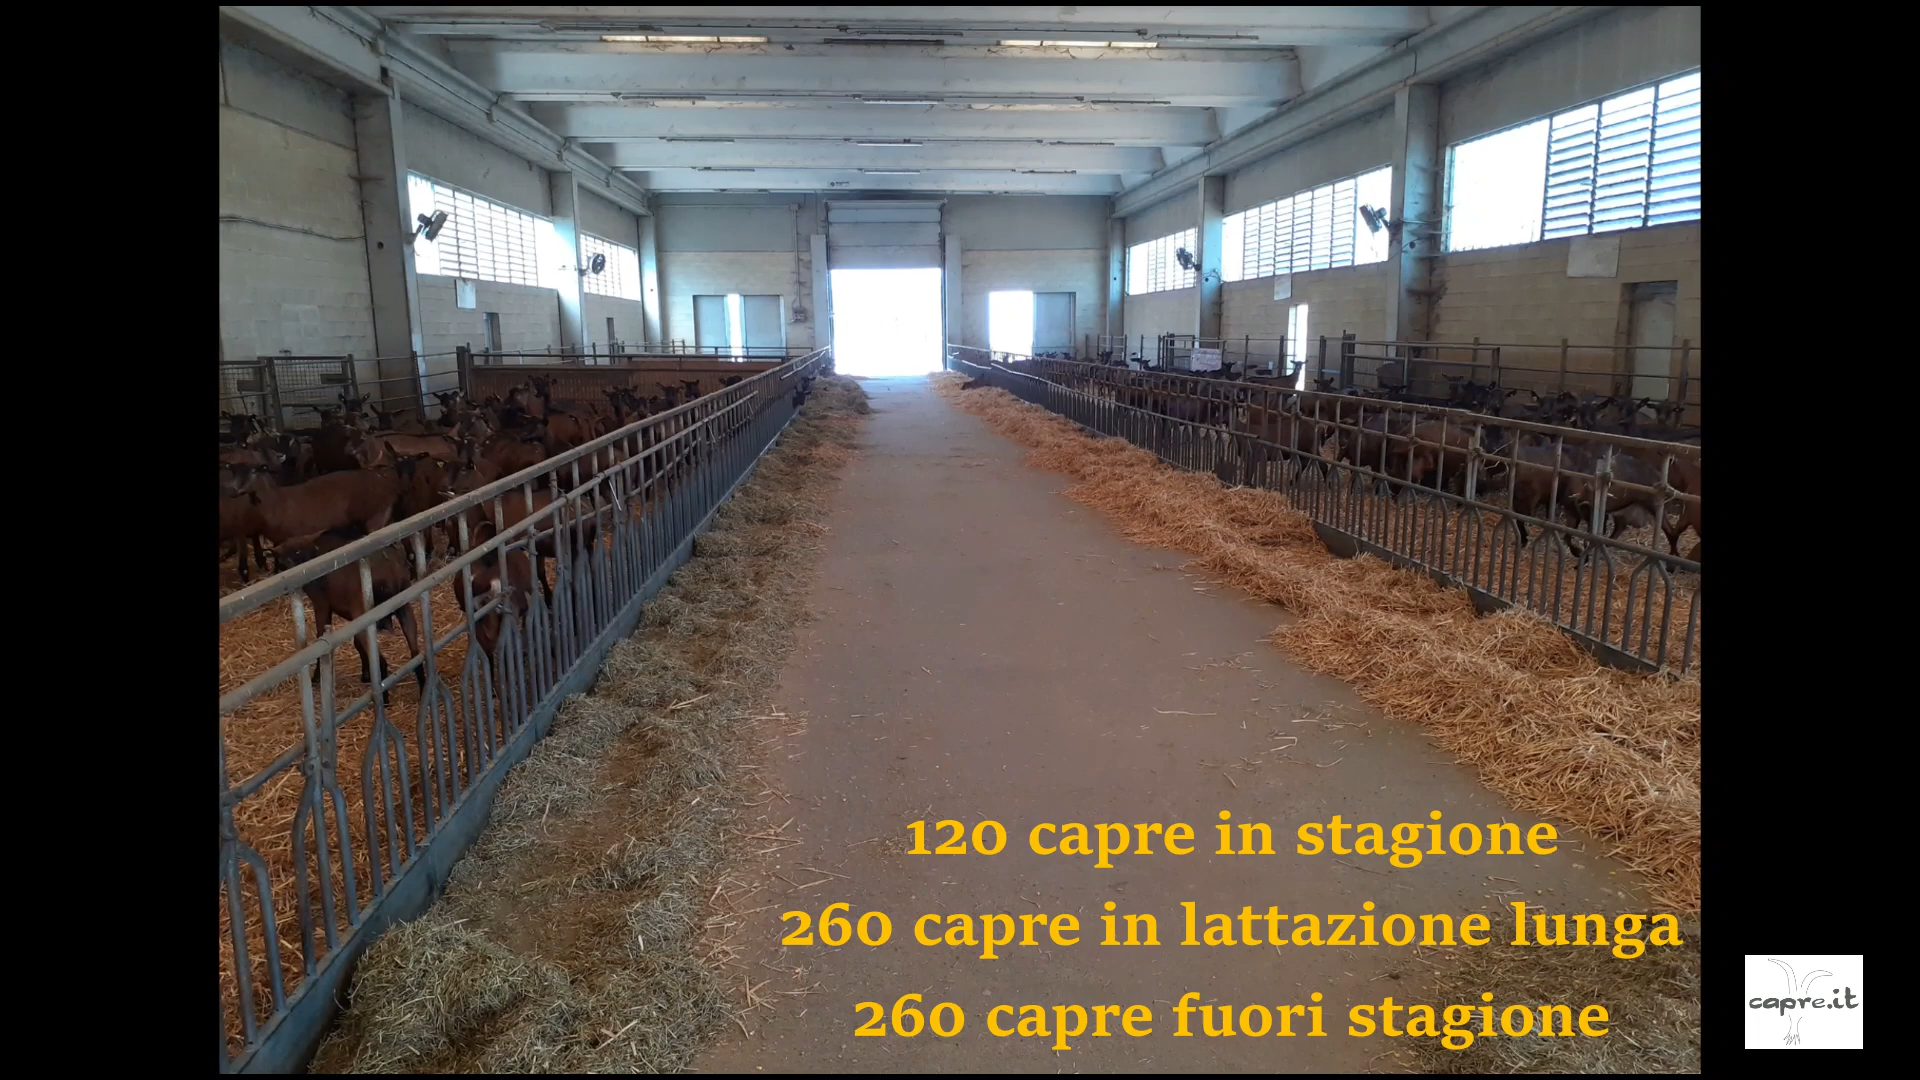 120 capre in stagione
260 capre in lattazione lunga
260 capre fuori stagione
capre.it